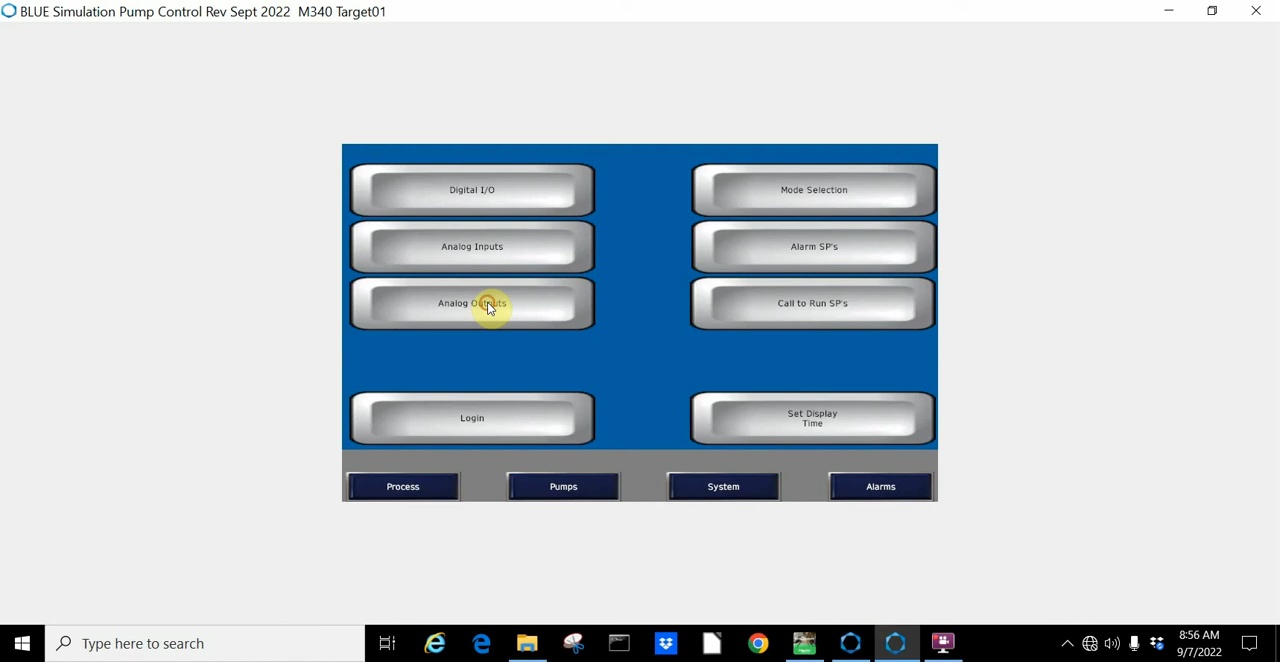 BLUE Simulation Pump Control Rev Sept 2022 M340 Target01
Digital I/O
Mode Selection
Analog Inputs
Alarm SP's
Analog Outputs
Call to Run SP's
Login
Set Display
Time
Process
Pumps
System
Alarms
Type here to search
8:56 AM
9/7/2022